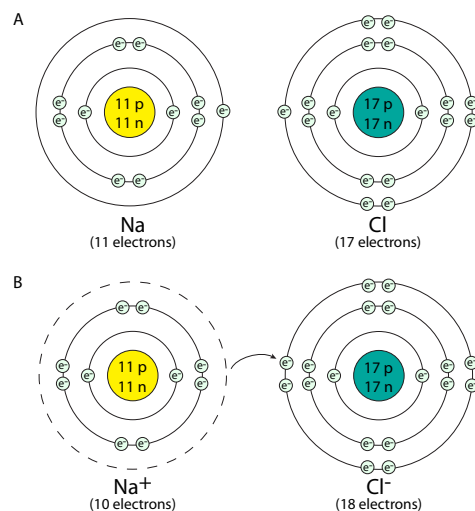 A
e⁻ e⁻
e⁻ e⁻
e⁻ 11 p e⁻
e⁻ e⁻ e⁻
e⁻ 11 n e⁻
e⁻ e⁻
Na
(11 electrons)
e⁻ e⁻
e⁻ e⁻
e⁻ 17 p e⁻ e⁻
e⁻ e⁻ e⁻
e⁻ 17 n e⁻ e⁻
e⁻ e⁻
e⁻ e⁻
Cl
(17 electrons)
B
e⁻ e⁻
e⁻ 11 p e⁻
e⁻ e⁻
e⁻ 11 n e⁻
e⁻ e⁻
Na⁺
(10 electrons)
e⁻ e⁻
e⁻ e⁻
e⁻ e⁻ 17 p e⁻ e⁻
e⁻ e⁻
e⁻ e⁻ 17 n e⁻ e⁻
e⁻ e⁻
e⁻ e⁻
Cl⁻
(18 electrons)